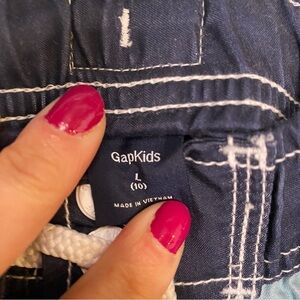 GapKids
L
(10)
MADE IN VIETNAM